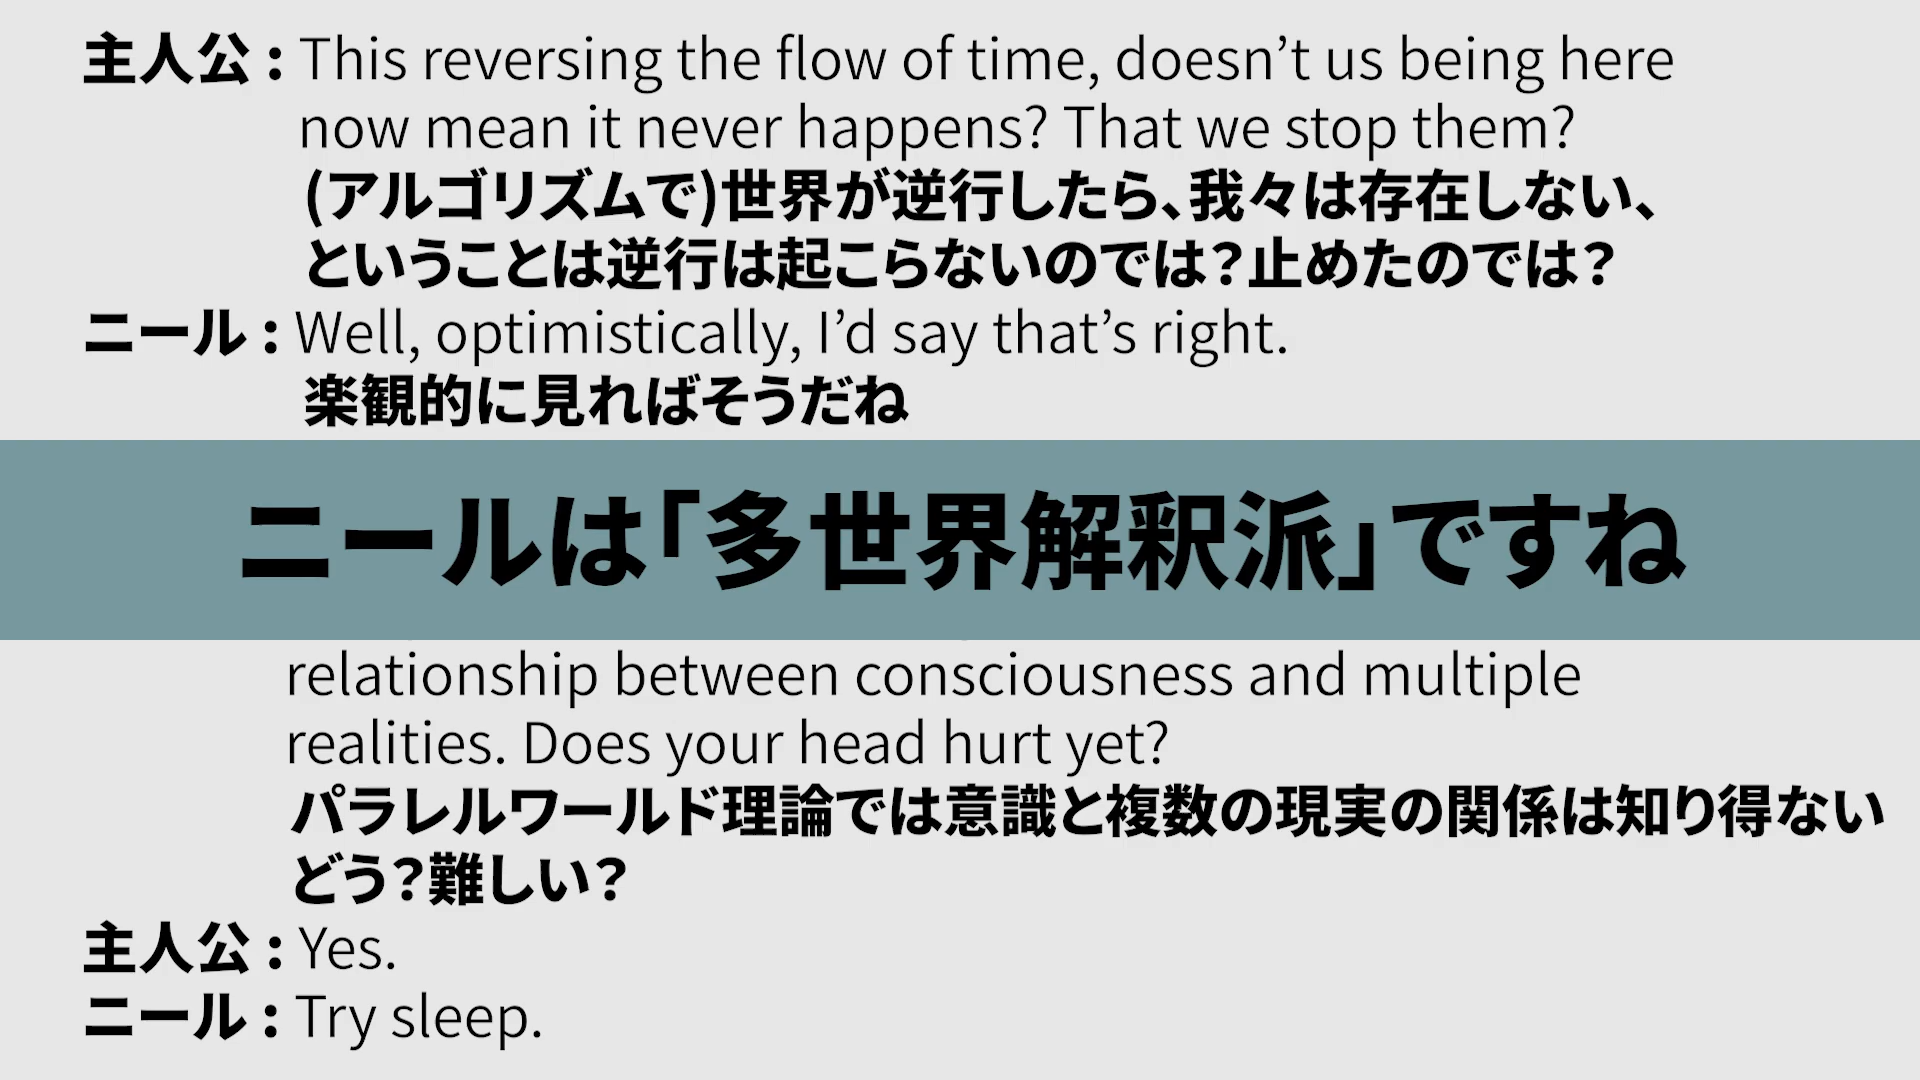 主人公 : This reversing the flow of time, doesn’t us being here
now mean it never happens? That we stop them?
(アルゴリズムで)世界が逆行したら、我々は存在しない、
ということは逆行は起こらないのでは？止めたのでは？
ニール : Well, optimistically, I’d say that’s right.
楽観的に見ればそうだね
ニールは「多世界解釈派」ですね
relationship between consciousness and multiple
realities. Does your head hurt yet?
パラレルワールド理論では意識と複数の現実の関係は知り得ない
どう？難しい？
主人公 : Yes.
ニール : Try sleep.